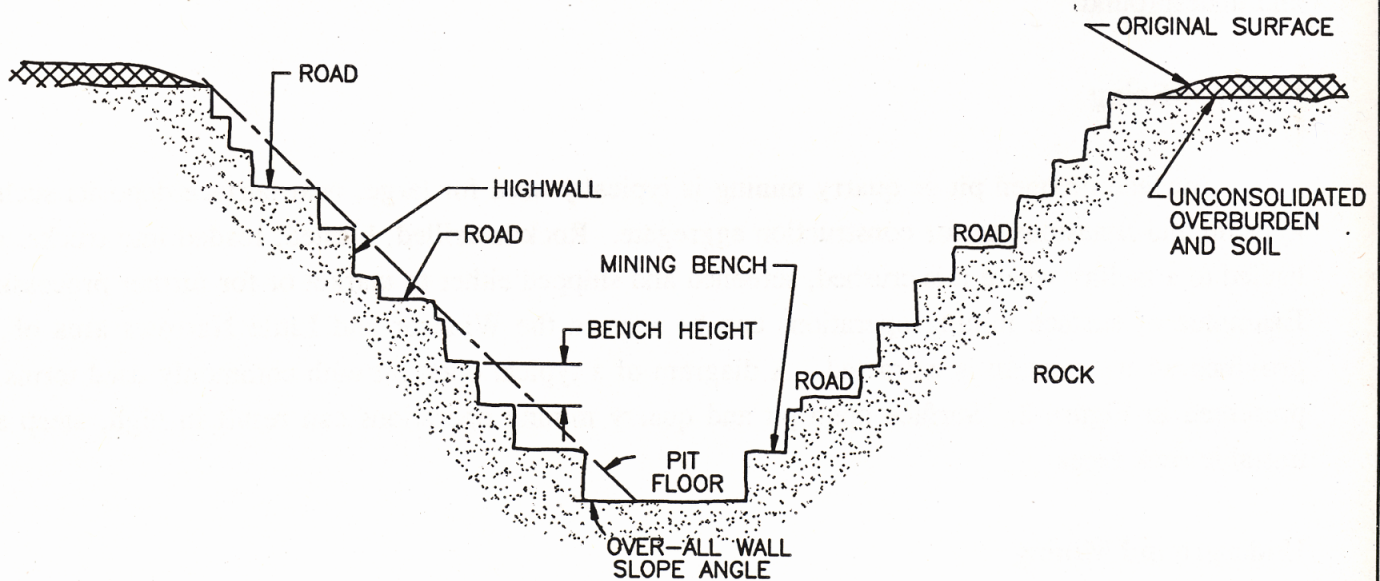 ORIGINAL SURFACE
ROAD
HIGHWALL
UNCONSOLIDATED
OVERBURDEN
AND SOIL
ROAD
ROAD
MINING BENCH
BENCH HEIGHT
ROAD
ROCK
PIT
FLOOR
OVER-ALL WALL
SLOPE ANGLE